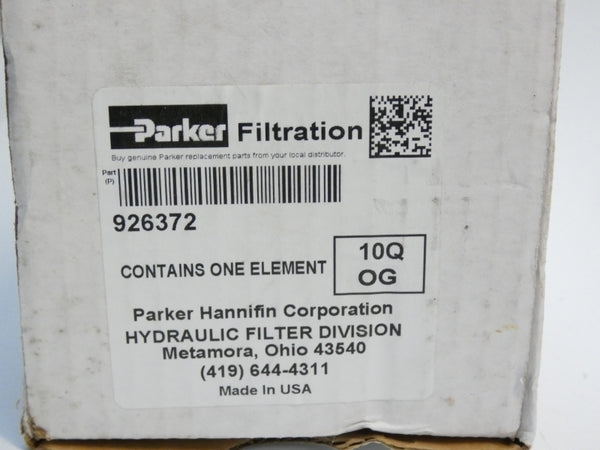 Parker Filtration
Buy genuine Parker replacement parts from your local distributor.
Part
(P)
926372
CONTAINS ONE ELEMENT
10Q
OG
Parker Hannifin Corporation
HYDRAULIC FILTER DIVISION
Metamora, Ohio 43540
(419) 644-4311
Made In USA